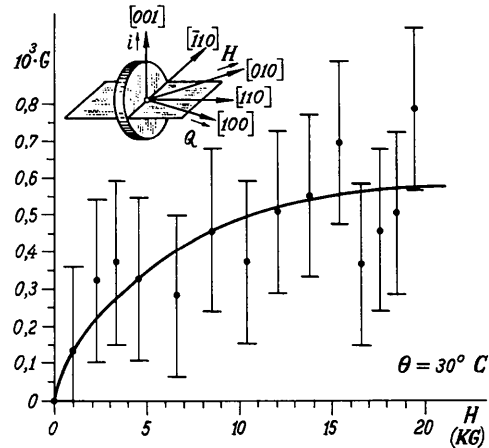 [001]
i
[1̄10]
H
[010]
[110]
[100]
Q
10³·G
0,8
0,7
0,6
0,5
0,4
0,3
0,2
0,1
0
Θ = 30° C
0
5
10
15
20
H
(KG)